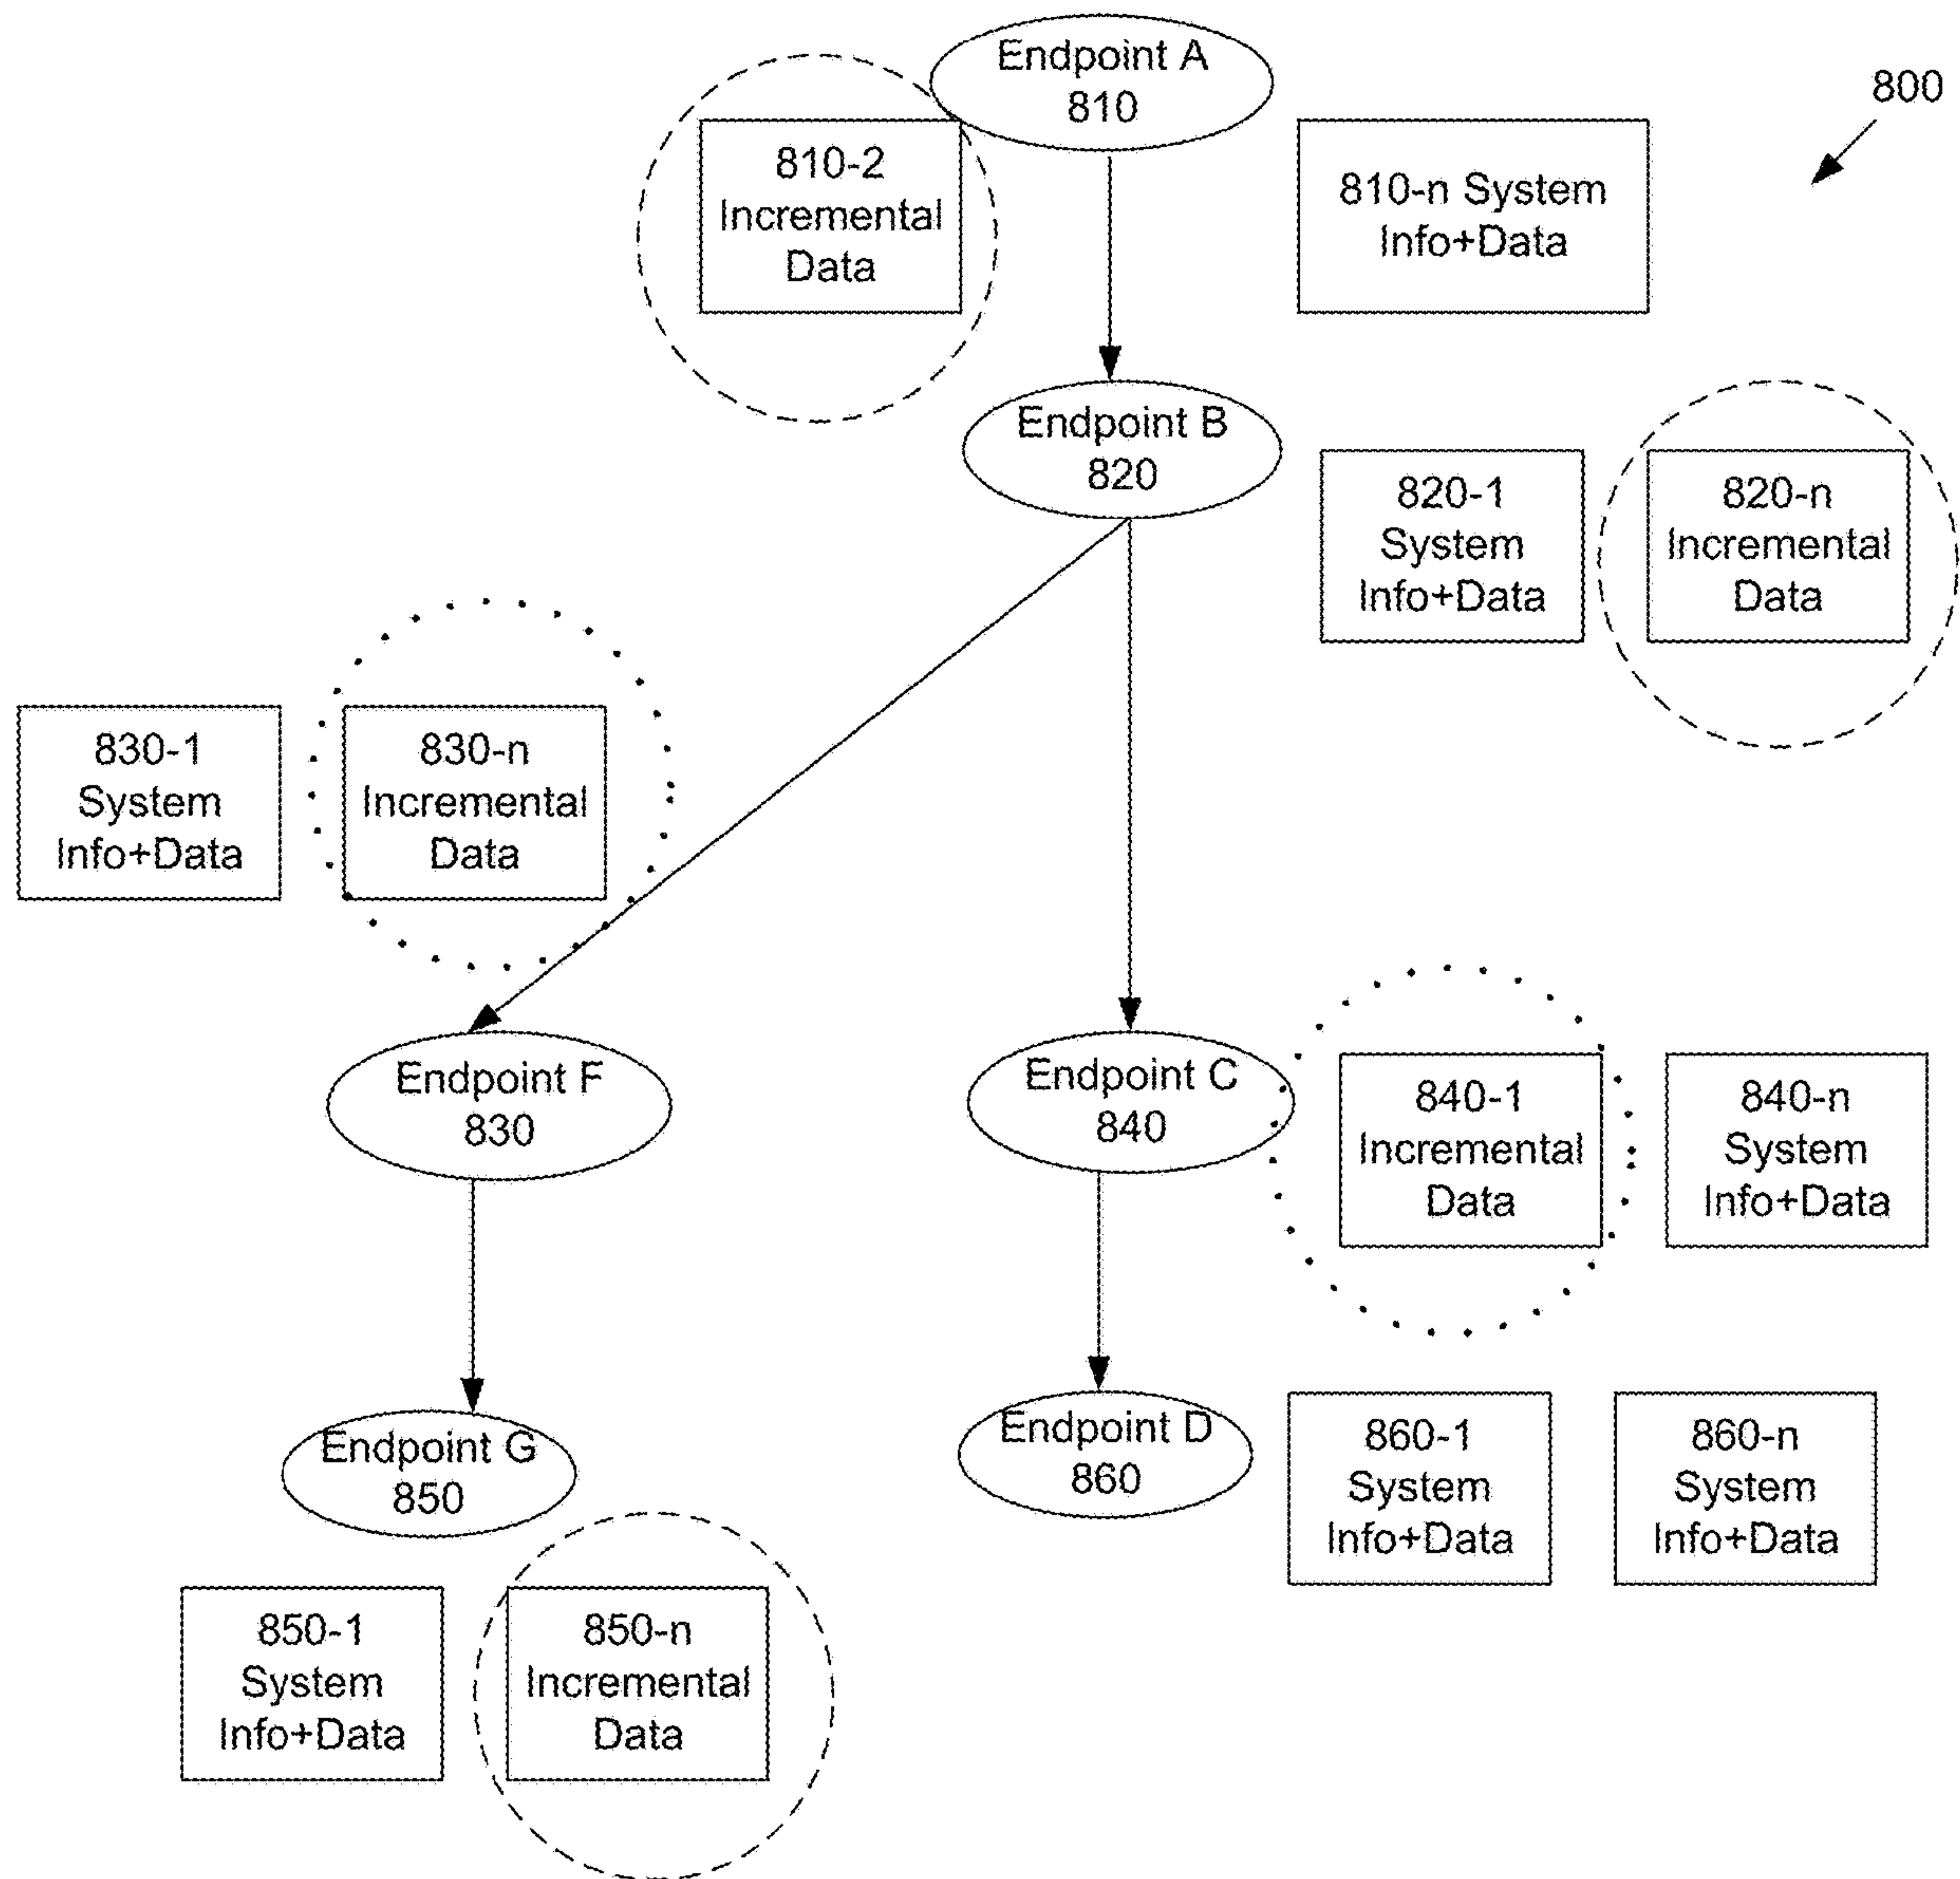 Endpoint A
810
800
810-2
Incremental
Data
810-n System
Info+Data
Endpoint B
820
820-1
System
Info+Data
820-n
Incremental
Data
830-1
System
Info+Data
830-n
Incremental
Data
Endpoint F
830
Endpoint C
840
840-1
Incremental
Data
840-n
System
Info+Data
Endpoint G
850
Endpoint D
860
860-1
System
Info+Data
860-n
System
Info+Data
850-1
System
Info+Data
850-n
Incremental
Data